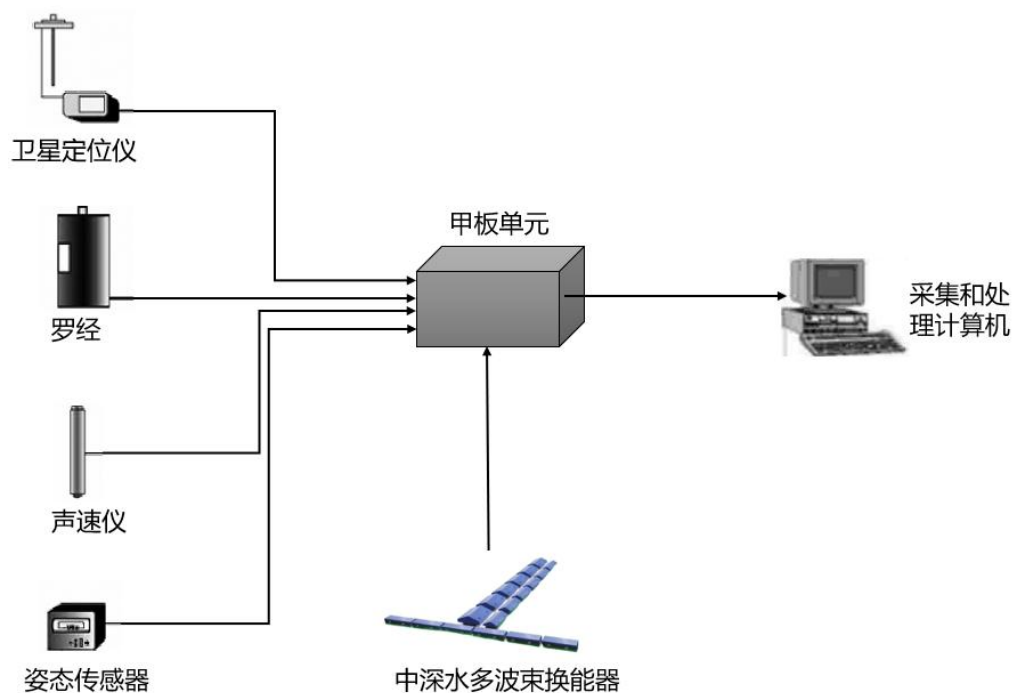 卫星定位仪
罗经
声速仪
姿态传感器
甲板单元
中深水多波束换能器
采集和处
理计算机